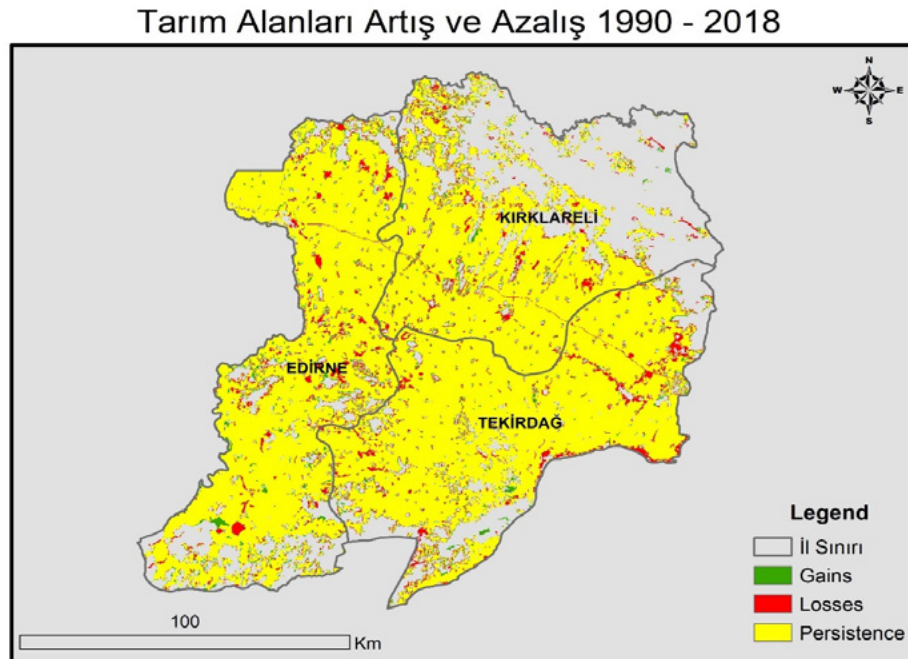 Tarım Alanları Artış ve Azalış 1990 - 2018
N
W E
S
KIRKLARELİ
EDİRNE
TEKİRDAĞ
Legend
İl Sınırı
Gains
Losses
Persistence
100
Km